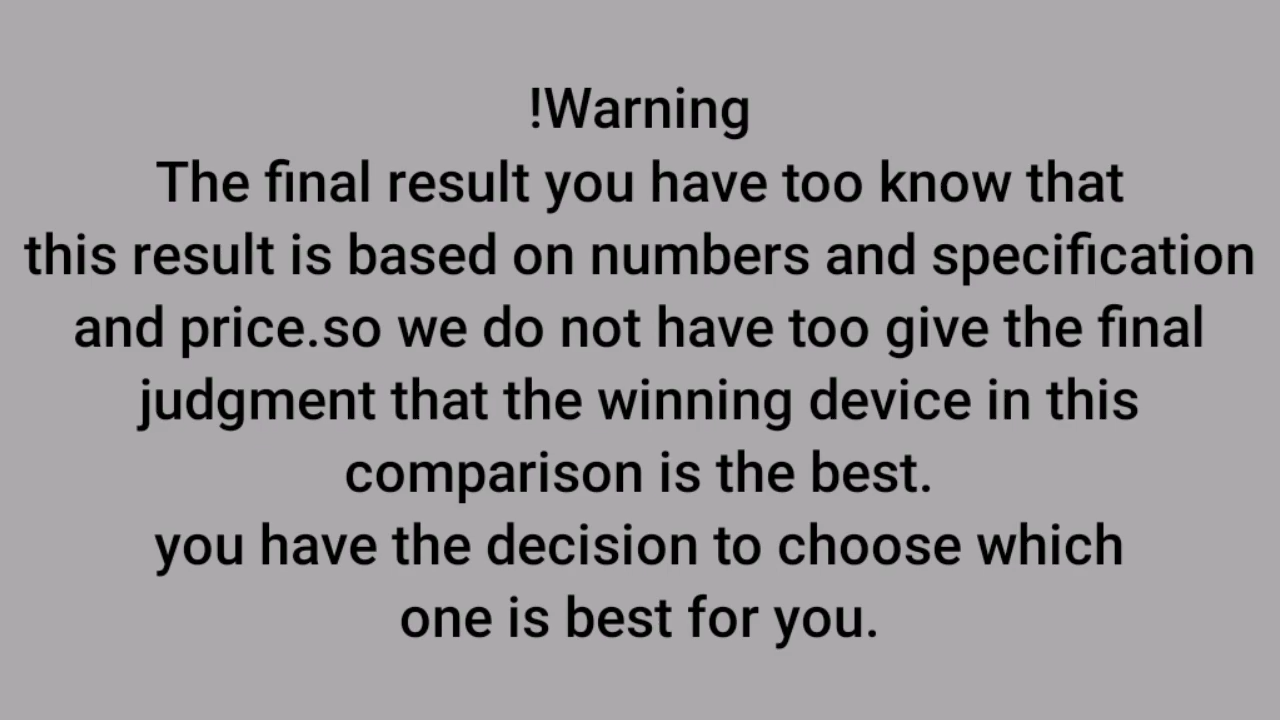 !Warning
The final result you have too know that
this result is based on numbers and specification
and price.so we do not have too give the final
judgment that the winning device in this
comparison is the best.
you have the decision to choose which
one is best for you.